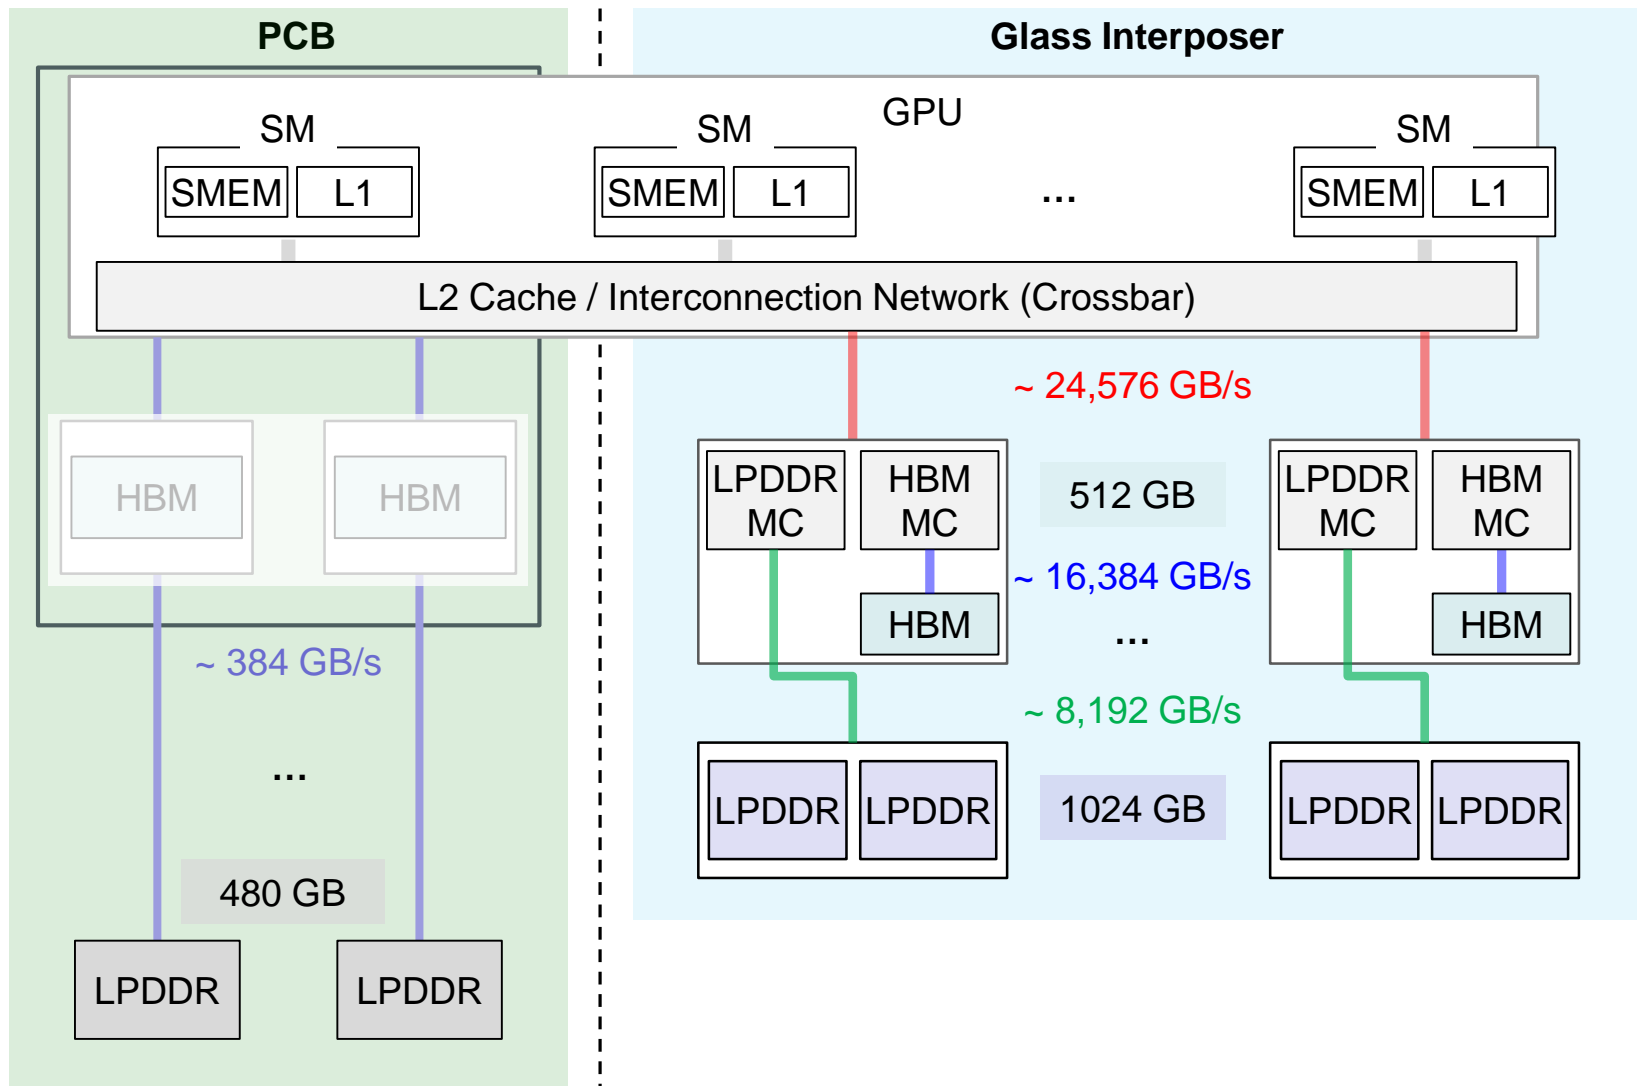 PCB
Glass Interposer
GPU
SM
SM
SM
SMEM
L1
SMEM
L1
...
SMEM
L1
L2 Cache / Interconnection Network (Crossbar)
~ 24,576 GB/s
HBM
HBM
LPDDR
MC
HBM
MC
512 GB
LPDDR
MC
HBM
MC
~ 16,384 GB/s
HBM
...
HBM
~ 384 GB/s
~ 8,192 GB/s
...
LPDDR
LPDDR
1024 GB
LPDDR
LPDDR
480 GB
LPDDR
LPDDR